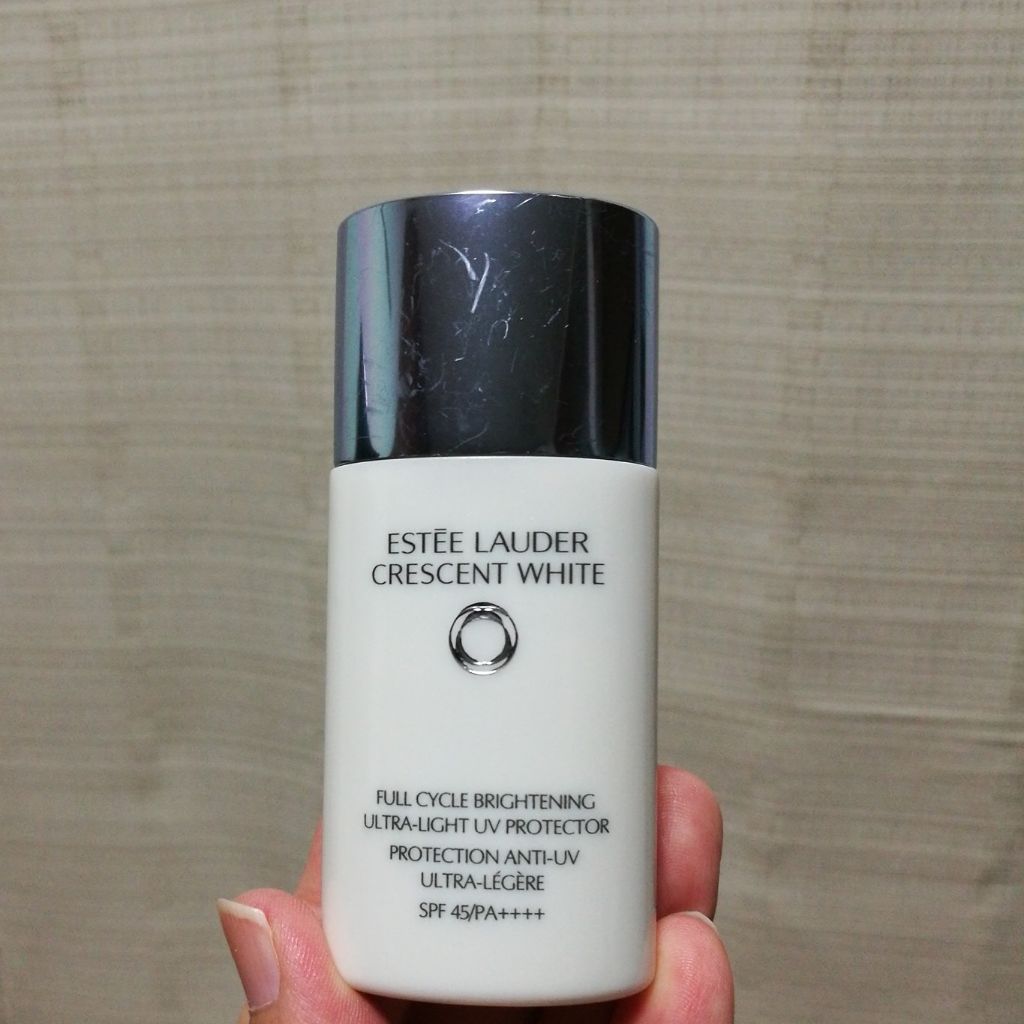 ESTĒE LAUDER
CRESCENT WHITE
FULL CYCLE BRIGHTENING
ULTRA-LIGHT UV PROTECTOR
PROTECTION ANTI-UV
ULTRA-LÉGÈRE
SPF 45/PA++++